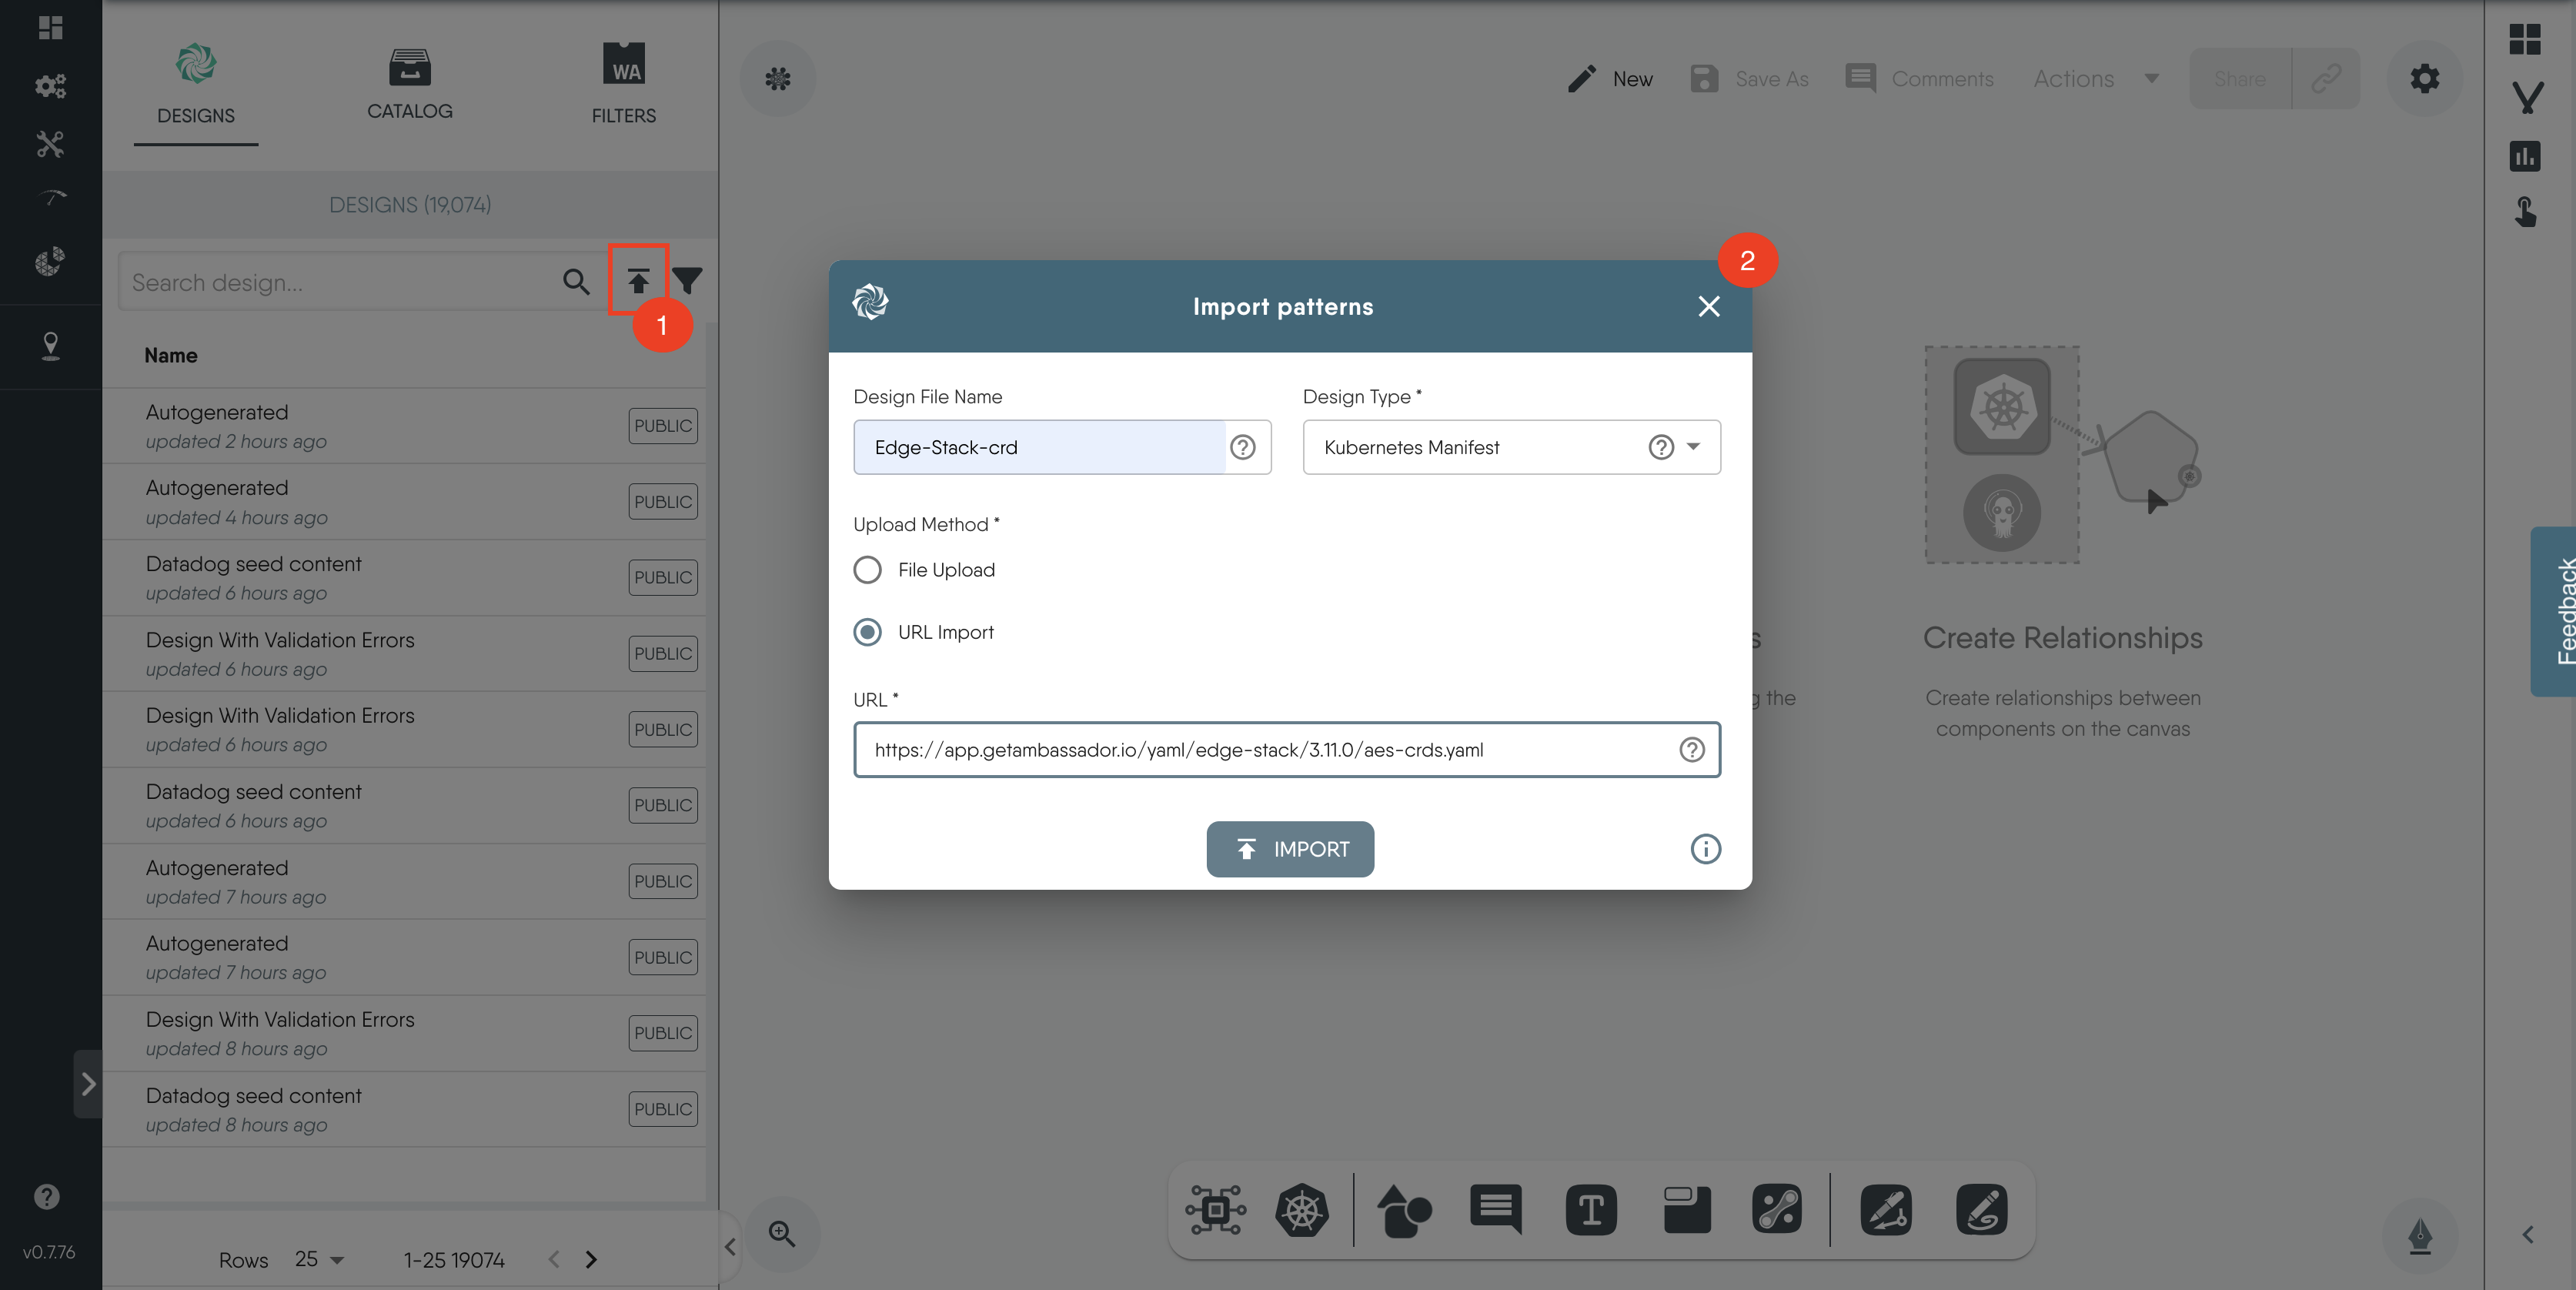 DESIGNS
CATALOG
WA
FILTERS
DESIGNS (19,074)
Search design...
1
Name
Autogenerated
updated 2 hours ago
PUBLIC
Autogenerated
updated 4 hours ago
PUBLIC
Datadog seed content
updated 6 hours ago
PUBLIC
Design With Validation Errors
updated 6 hours ago
PUBLIC
Design With Validation Errors
updated 6 hours ago
PUBLIC
Datadog seed content
updated 6 hours ago
PUBLIC
Autogenerated
updated 7 hours ago
PUBLIC
Autogenerated
updated 7 hours ago
PUBLIC
Design With Validation Errors
updated 8 hours ago
PUBLIC
Datadog seed content
updated 8 hours ago
PUBLIC
Rows 25 1-25 19074
v0.7.76
New Save As Comments Actions Share
2
Import patterns
Design File Name
Edge-Stack-crd
Design Type *
Kubernetes Manifest
Upload Method *
File Upload
URL Import
URL *
https://app.getambassador.io/yaml/edge-stack/3.11.0/aes-crds.yaml
IMPORT
s
g the
Create Relationships
Create relationships between
components on the canvas
T
Feedback